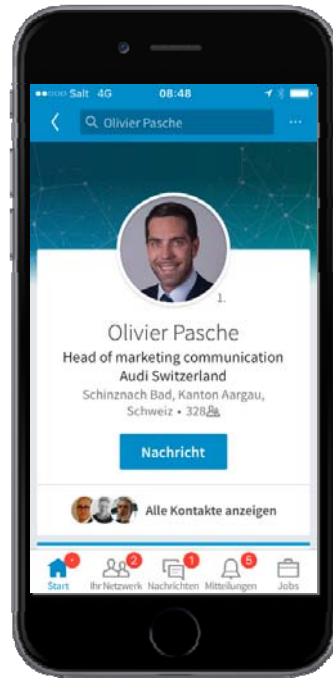 Salt 4G 08:48
Olivier Pasche
1.
Olivier Pasche
Head of marketing communication
Audi Switzerland
Schinznach Bad, Kanton Aargau,
Schweiz • 328
Nachricht
Alle Kontakte anzeigen
2 1 5
Start Ihr Netzwerk Nachrichten Mitteilungen Jobs